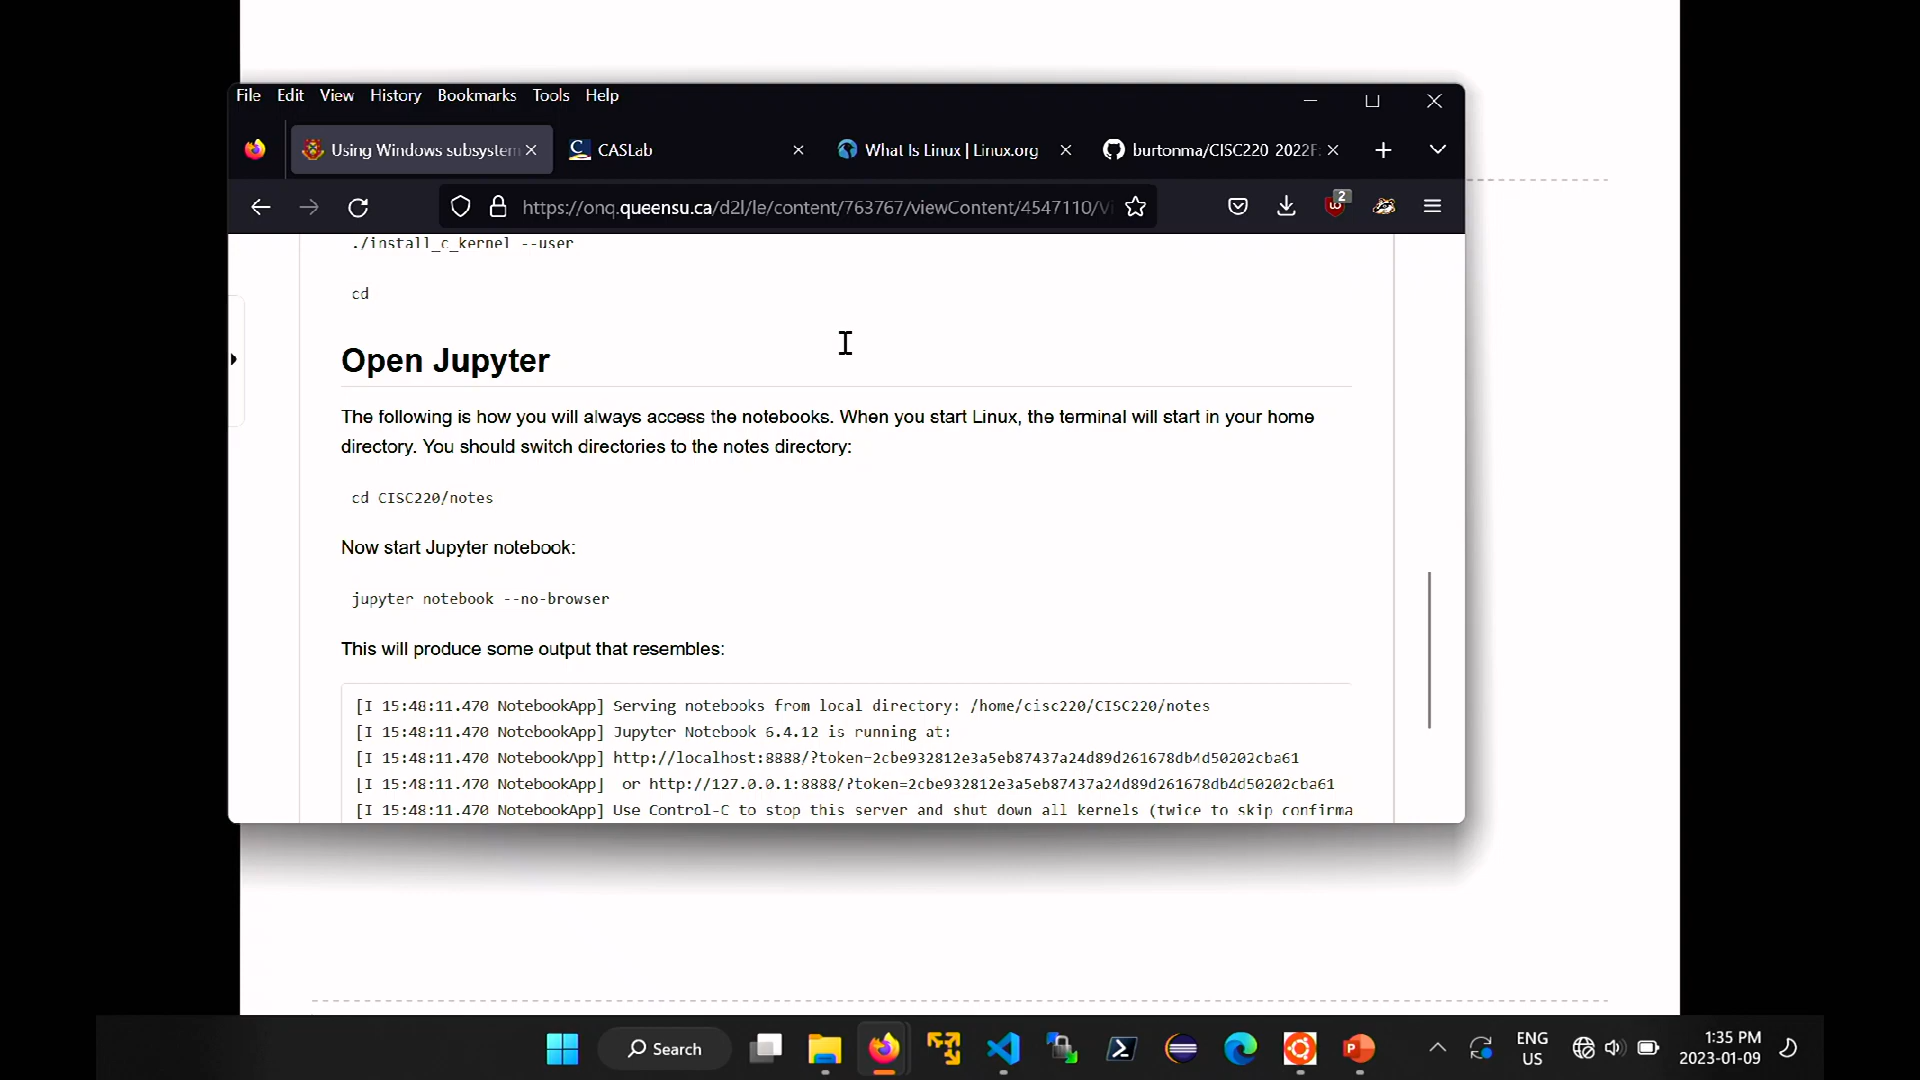 File Edit View History Bookmarks Tools Help
Using Windows subsystem
CASLab
What Is Linux | Linux.org
burtonma/CISC220 2022F:
https://onq.queensu.ca/d2l/le/content/763767/viewContent/4547110/Vi
2
./install_c_kernel --user
cd
Open Jupyter
The following is how you will always access the notebooks. When you start Linux, the terminal will start in your home
directory. You should switch directories to the notes directory:
cd CISC220/notes
Now start Jupyter notebook:
jupyter notebook --no-browser
This will produce some output that resembles:
[I 15:48:11.470 NotebookApp] Serving notebooks from local directory: /home/cisc220/CISC220/notes
[I 15:48:11.470 NotebookApp] Jupyter Notebook 6.4.12 is running at:
[I 15:48:11.470 NotebookApp] http://localhost:8888/?token=2cbe932812e3a5eb87437a24d89d261678db4d50202cba61
[I 15:48:11.470 NotebookApp]  or http://127.0.0.1:8888/?token=2cbe932812e3a5eb87437a24d89d261678db4d50202cba61
[I 15:48:11.470 NotebookApp] Use Control-C to stop this server and shut down all kernels (twice to skip confirma
Search
ENG
US
1:35 PM
2023-01-09